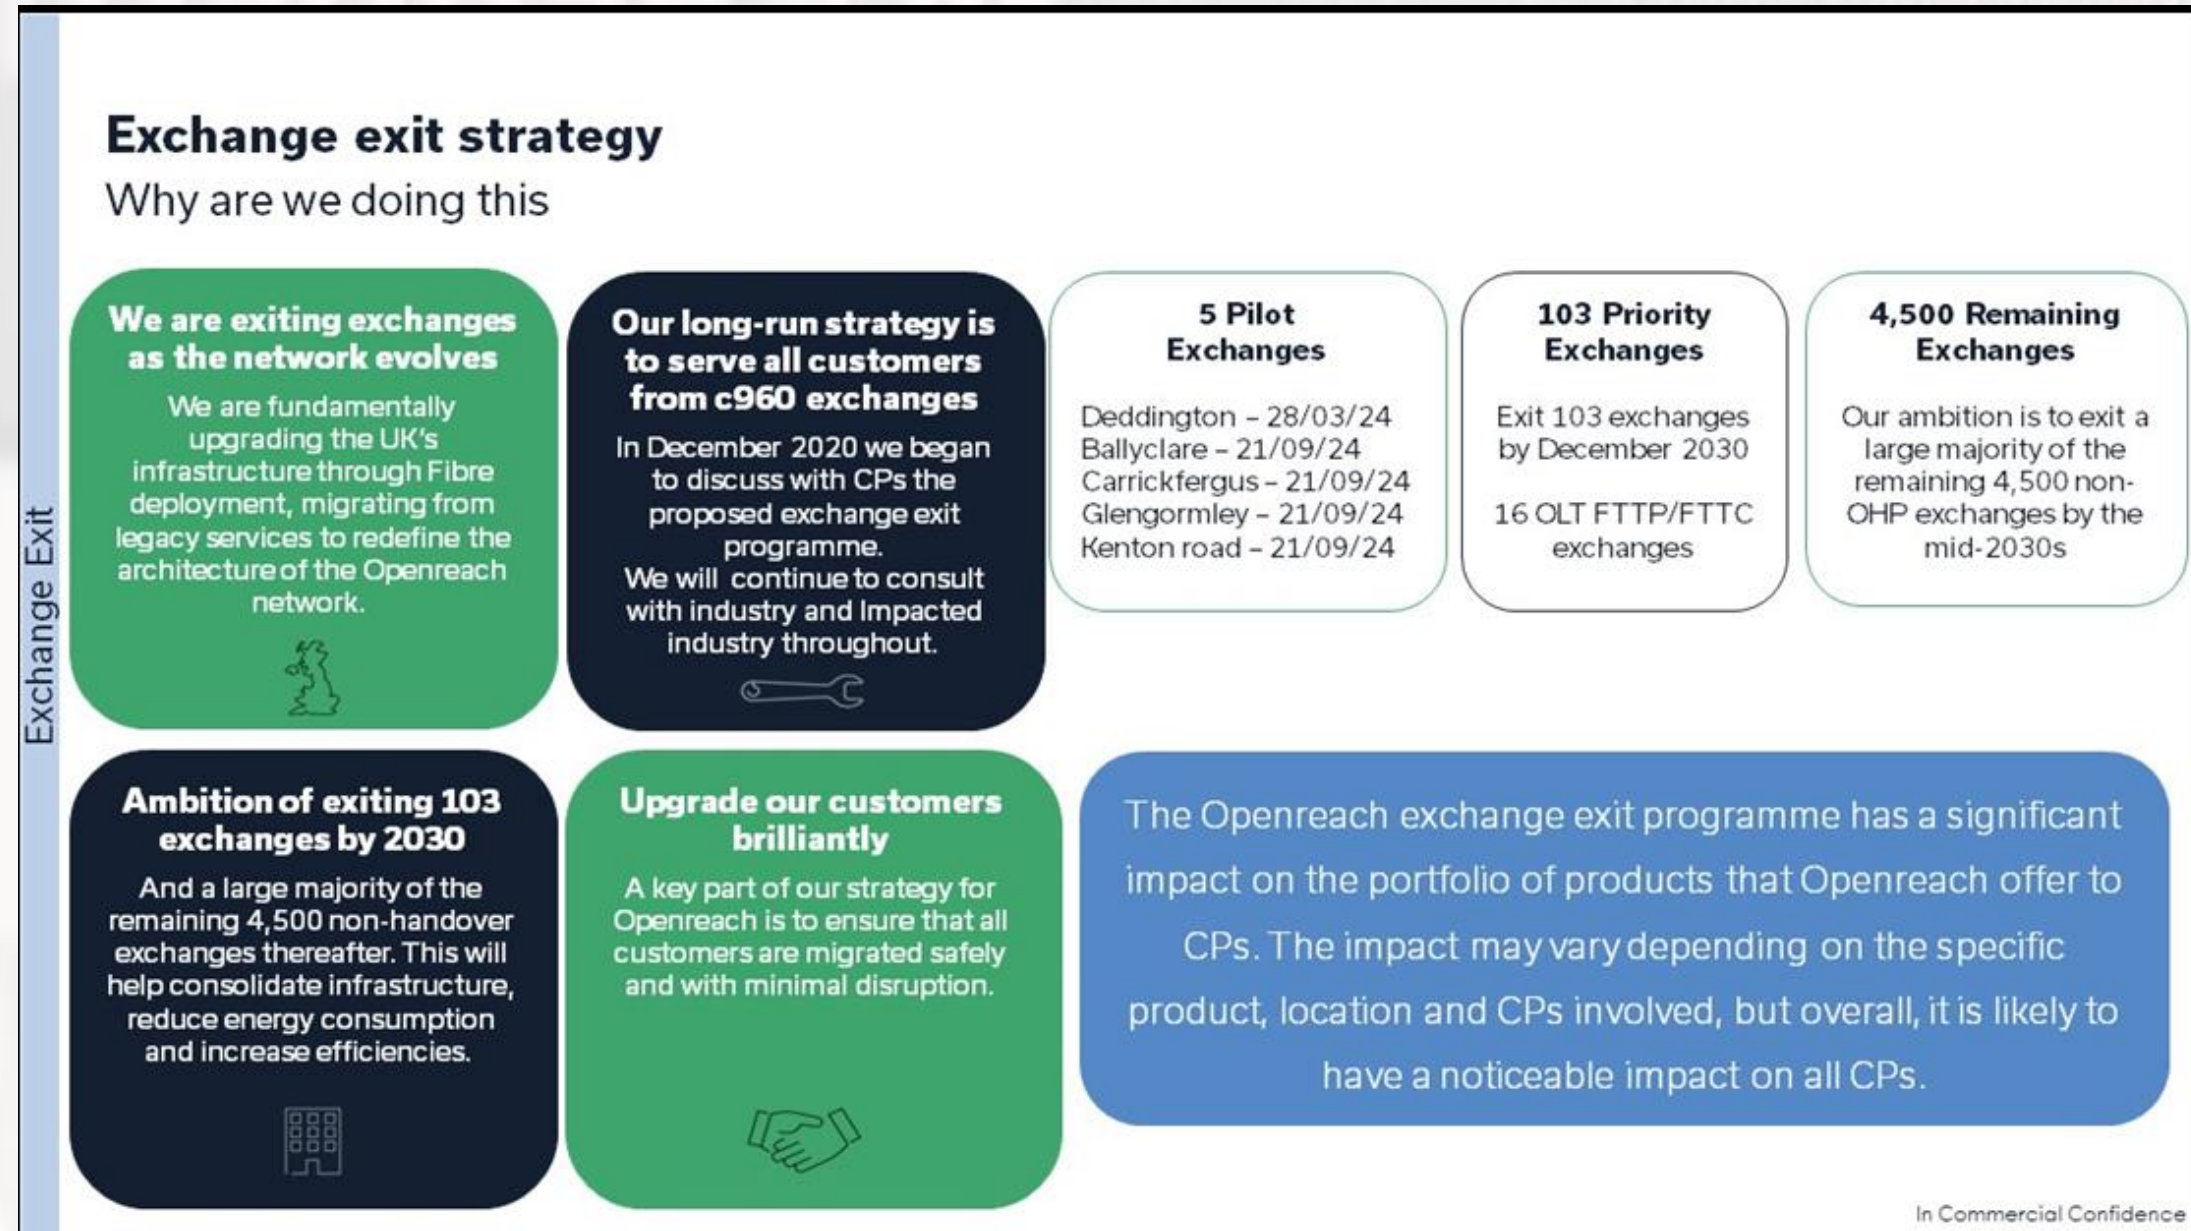 Exchange Exit
Exchange exit strategy
Why are we doing this
We are exiting exchanges
as the network evolves
We are fundamentally
upgrading the UK's
infrastructure through Fibre
deployment, migrating from
legacy services to redefine the
architecture of the Openreach
network.
Our long-run strategy is
to serve all customers
from c960 exchanges
In December 2020 we began
to discuss with CPs the
proposed exchange exit
programme.
We will continue to consult
with industry and Impacted
industry throughout.
5 Pilot
Exchanges
Deddington – 28/03/24
Ballyclare – 21/09/24
Carrickfergus – 21/09/24
Glengormley – 21/09/24
Kenton road – 21/09/24
103 Priority
Exchanges
Exit 103 exchanges
by December 2030
16 OLT FTTP/FTTC
exchanges
4,500 Remaining
Exchanges
Our ambition is to exit a
large majority of the
remaining 4,500 non-
OHP exchanges by the
mid-2030s
Ambition of exiting 103
exchanges by 2030
And a large majority of the
remaining 4,500 non-handover
exchanges thereafter. This will
help consolidate infrastructure,
reduce energy consumption
and increase efficiencies.
Upgrade our customers
brilliantly
A key part of our strategy for
Openreach is to ensure that all
customers are migrated safely
and with minimal disruption.
The Openreach exchange exit programme has a significant
impact on the portfolio of products that Openreach offer to
CPs. The impact may vary depending on the specific
product, location and CPs involved, but overall, it is likely to
have a noticeable impact on all CPs.
In Commercial Confidence